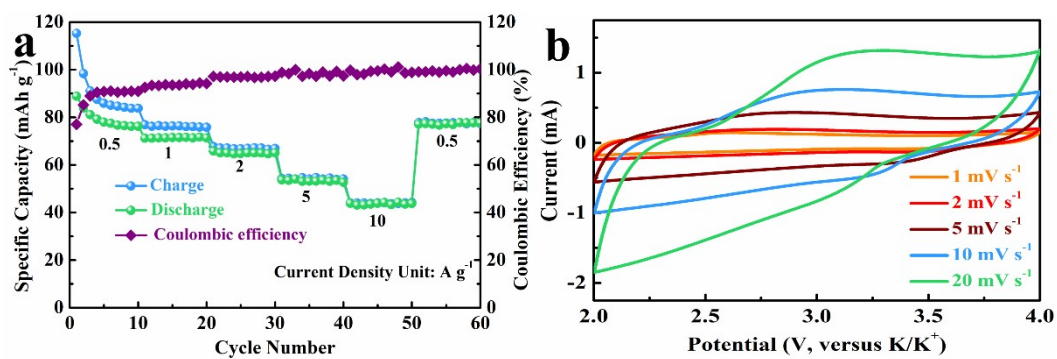 a
Specific Capacity (mAh g⁻¹)
120
100
80
60
40
20
0
0.5
1
2
5
10
0.5
Charge
Discharge
Coulombic efficiency
Current Density Unit: A g⁻¹
0 10 20 30 40 50 60
Cycle Number
120
100
80
60
40
20
0
Coulombic Efficiency (%)
b
Current (mA)
1
0
-1
-2
1 mV s⁻¹
2 mV s⁻¹
5 mV s⁻¹
10 mV s⁻¹
20 mV s⁻¹
2.0 2.5 3.0 3.5 4.0
Potential (V, versus K/K⁺)